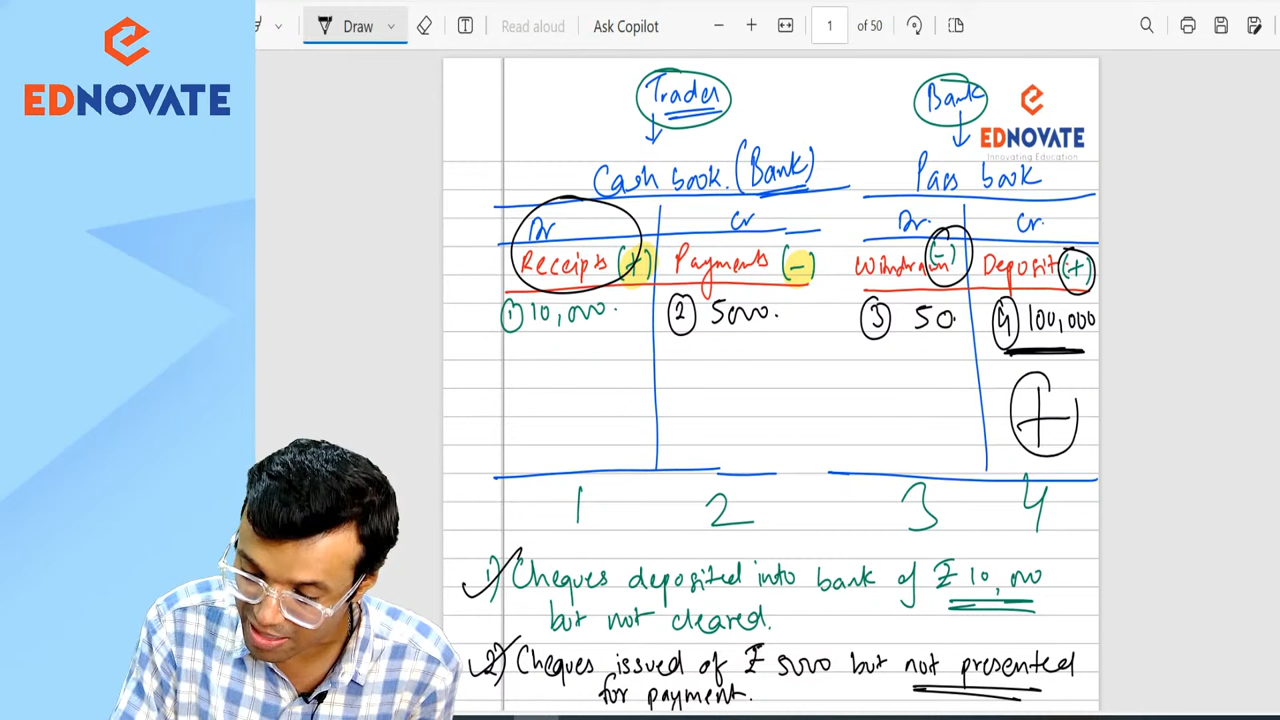 EDNOVATE
Draw
Read aloud
Ask Copilot
1 of 50
Trader
Bank
EDNOVATE
Innovating Education
Cash book. (Bank)
Pass book
Dr
Cr
Dr.
Cr.
Receipts (+)
Payments (-)
Withdrawn (-)
Deposit (+)
① 10,000.
② 5000.
③ 50.
④ 100,000
+
1 2 3 4
1) Cheques deposited into bank of ₹ 10,000
but not cleared.
2) Cheques issued of ₹ 5000 but not presented
for payment.